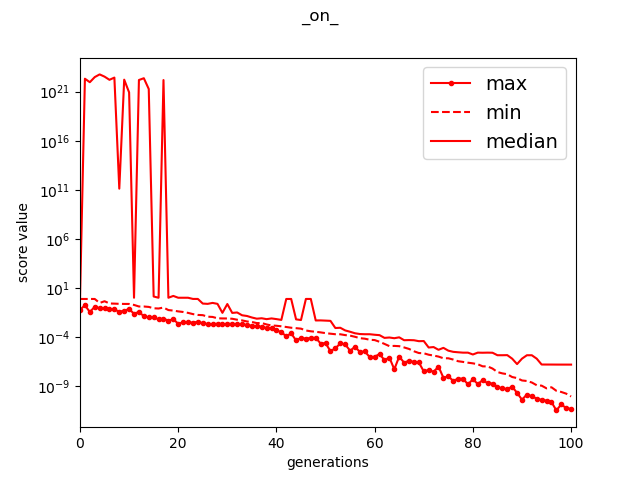 _on_
max
min
median
score value
10²¹
10¹⁶
10¹¹
10⁶
10¹
10⁻⁴
10⁻⁹
0
20
40
60
80
100
generations